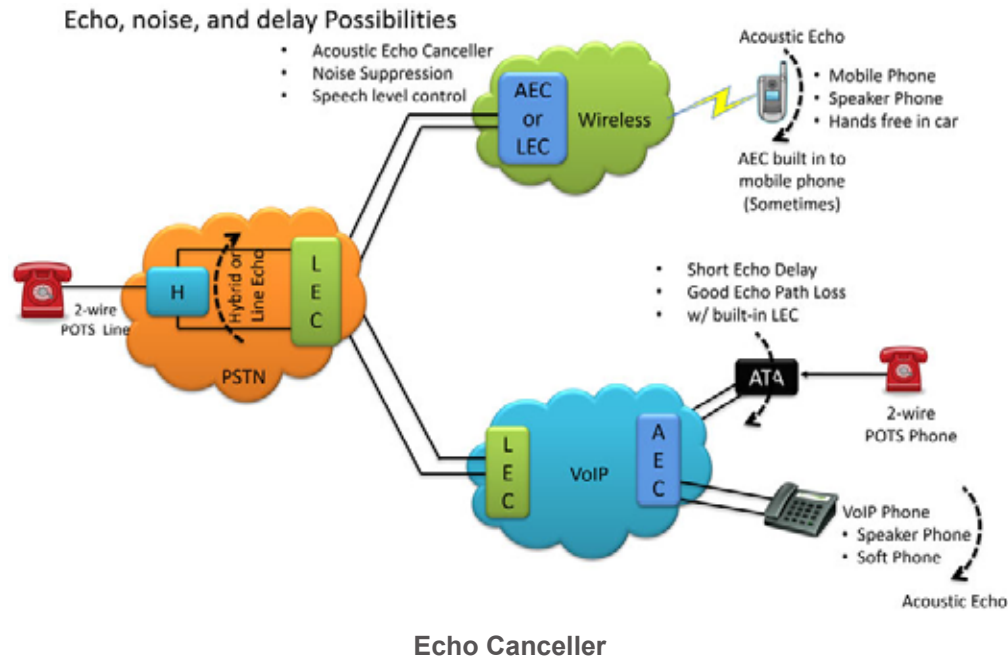 Echo, noise, and delay Possibilities
• Acoustic Echo Canceller
• Noise Suppression
• Speech level control
AEC
or
LEC
Wireless
Acoustic Echo
• Mobile Phone
• Speaker Phone
• Hands free in car
AEC built in to
mobile phone
(Sometimes)
2-wire
POTS Line
H
Hybrid or
Line Echo
L
E
C
PSTN
• Short Echo Delay
• Good Echo Path Loss
• w/ built-in LEC
ATA
2-wire
POTS Phone
L
E
C
VoIP
A
E
C
VoIP Phone
• Speaker Phone
• Soft Phone
Acoustic Echo
Echo Canceller